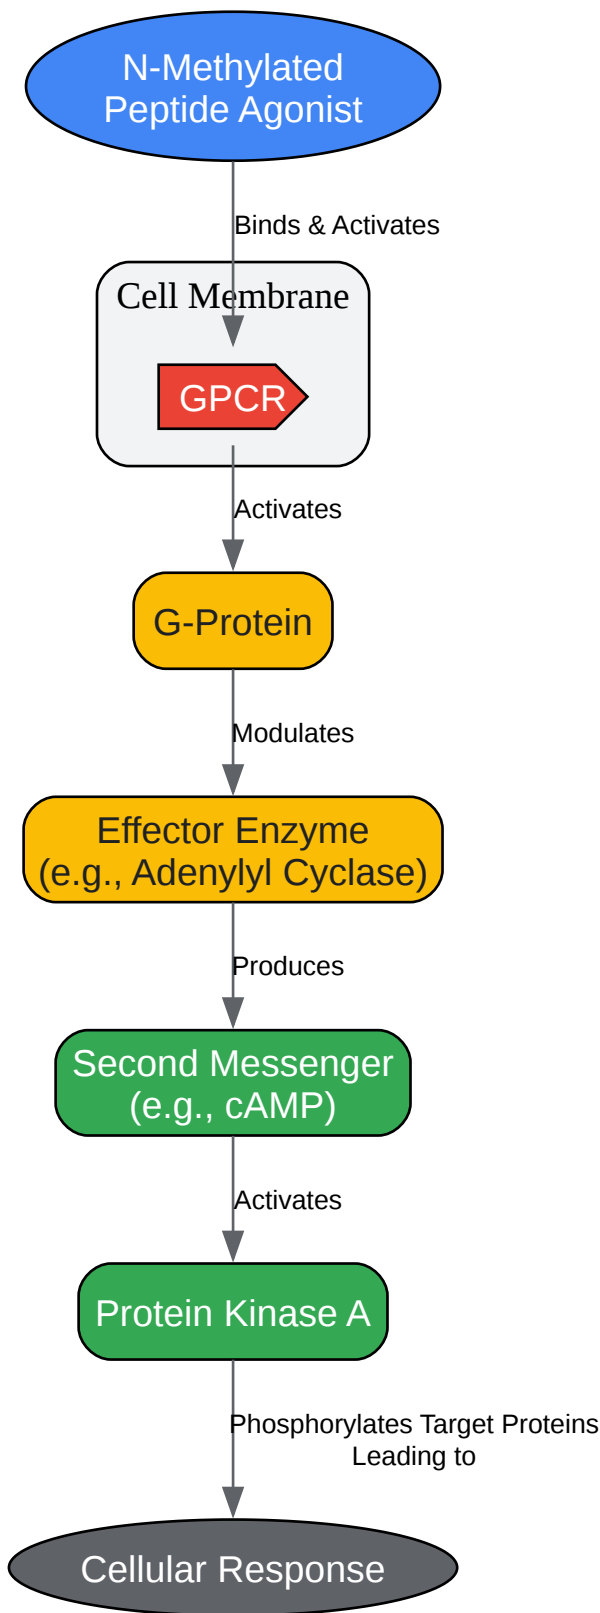 N-Methylated
Peptide Agonist
Binds & Activates
Cell Membrane
GPCR
Activates
G-Protein
Modulates
Effector Enzyme
(e.g., Adenylyl Cyclase)
Produces
Second Messenger
(e.g., cAMP)
Activates
Protein Kinase A
Phosphorylates Target Proteins
Leading to
Cellular Response